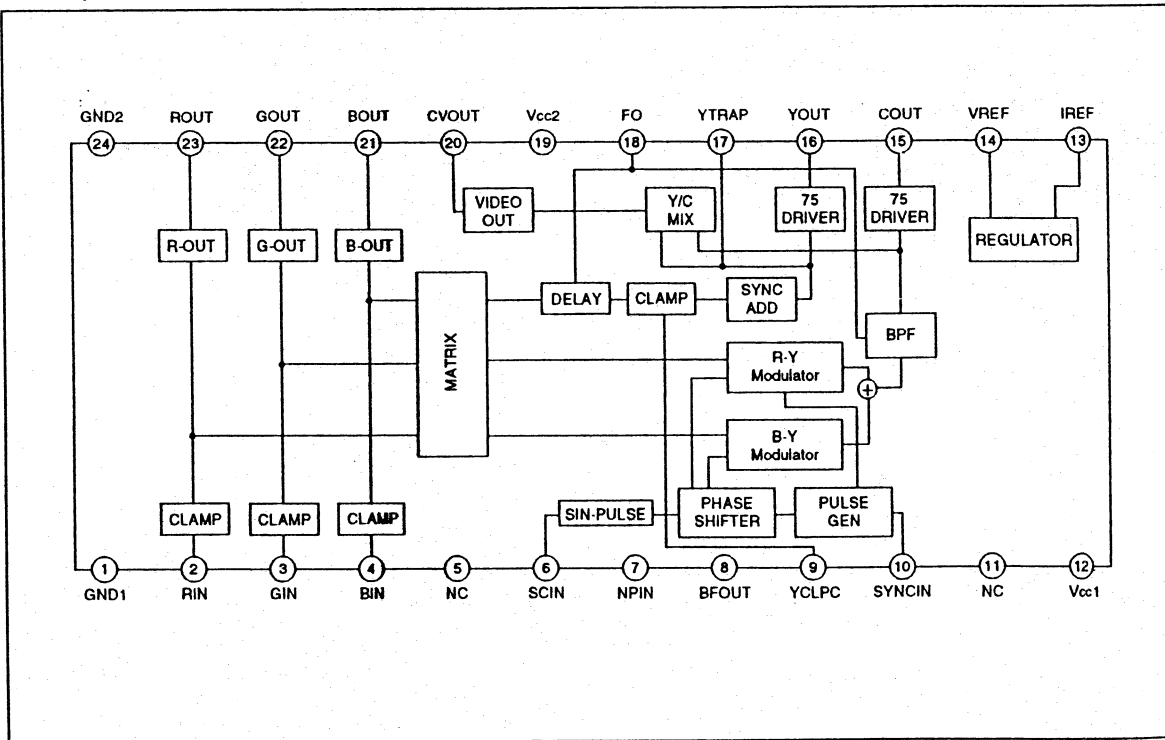 GND2 ROUT GOUT BOUT CVOUT Vcc2 FO YTRAP YOUT COUT VREF IREF
24 23 22 21 20 19 18 17 16 15 14 13
VIDEO
OUT
Y/C
MIX
75
DRIVER
75
DRIVER
R-OUT
G-OUT
B-OUT
REGULATOR
MATRIX
DELAY
CLAMP
SYNC
ADD
BPF
R-Y
Modulator
+
B-Y
Modulator
CLAMP
CLAMP
CLAMP
SIN-PULSE
PHASE
SHIFTER
PULSE
GEN
1 2 3 4 5 6 7 8 9 10 11 12
GND1 RIN GIN BIN NC SCIN NPIN BFOUT YCLPC SYNCIN NC Vcc1